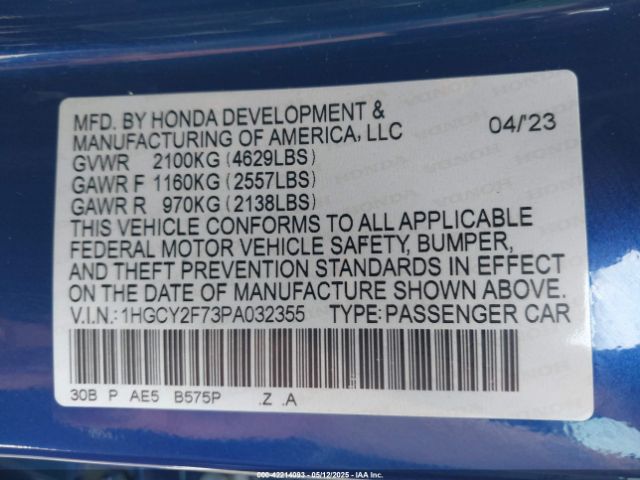 MFD. BY HONDA DEVELOPMENT &
MANUFACTURING OF AMERICA, LLC 04/'23
GVWR 2100KG (4629LBS)
GAWR F 1160KG (2557LBS)
GAWR R 970KG (2138LBS)
THIS VEHICLE CONFORMS TO ALL APPLICABLE
FEDERAL MOTOR VEHICLE SAFETY, BUMPER,
AND THEFT PREVENTION STANDARDS IN EFFECT
ON THE DATE OF MANUFACTURE SHOWN ABOVE.
V.I.N.: 1HGCY2F73PA032355 TYPE: PASSENGER CAR
30B P AE5 B575P .Z .A
000-42214093 - 05/12/2025 - IAA Corp.